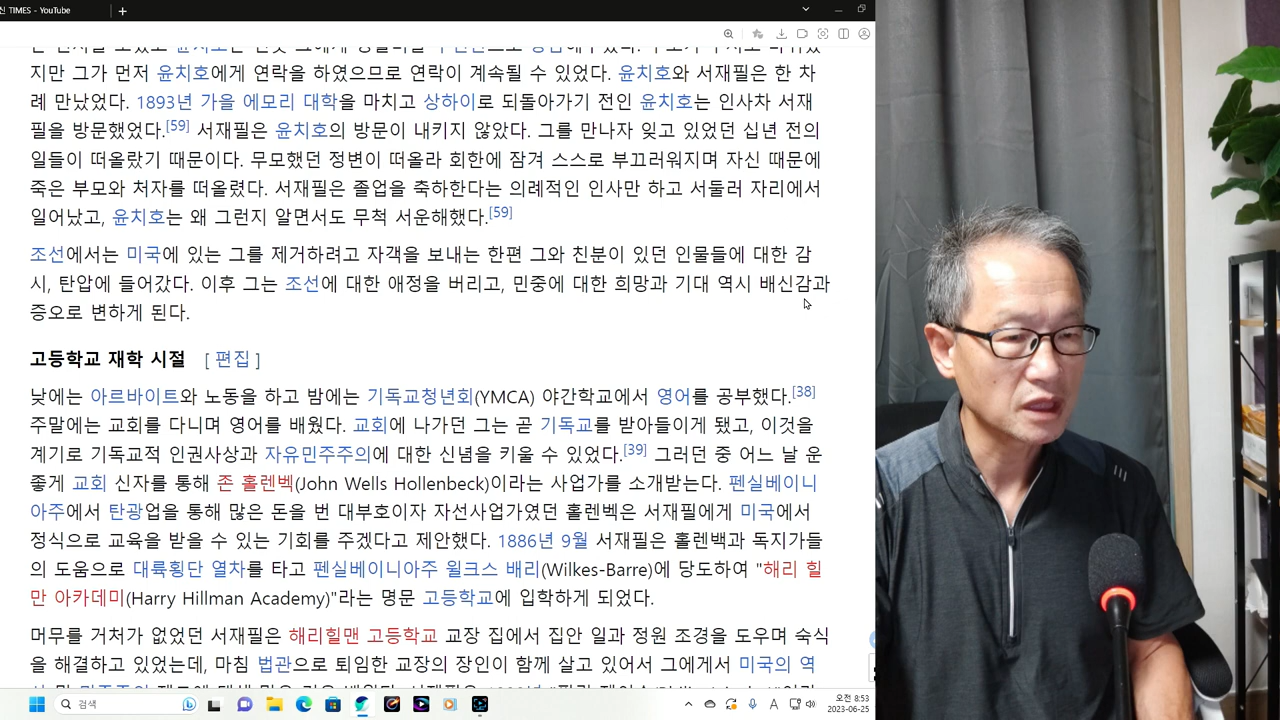 신 TIMES - YouTube
지만 그가 먼저 윤치호에게 연락을 하였으므로 연락이 계속될 수 있었다. 윤치호와 서재필은 한 차
례 만났었다. 1893년 가을 에모리 대학을 마치고 상하이로 되돌아가기 전인 윤치호는 인사차 서재
필을 방문했었다.[59] 서재필은 윤치호의 방문이 내키지 않았다. 그를 만나자 잊고 있었던 십년 전의
일들이 떠올랐기 때문이다. 무모했던 정변이 떠올라 회한에 잠겨 스스로 부끄러워지며 자신 때문에
죽은 부모와 처자를 떠올렸다. 서재필은 졸업을 축하한다는 의례적인 인사만 하고 서둘러 자리에서
일어났고, 윤치호는 왜 그런지 알면서도 무척 서운해했다.[59]
조선에서는 미국에 있는 그를 제거하려고 자객을 보내는 한편 그와 친분이 있던 인물들에 대한 감
시, 탄압에 들어갔다. 이후 그는 조선에 대한 애정을 버리고, 민중에 대한 희망과 기대 역시 배신감과
증오로 변하게 된다.
고등학교 재학 시절 [ 편집 ]
낮에는 아르바이트와 노동을 하고 밤에는 기독교청년회(YMCA) 야간학교에서 영어를 공부했다.[38]
주말에는 교회를 다니며 영어를 배웠다. 교회에 나가던 그는 곧 기독교를 받아들이게 됐고, 이것을
계기로 기독교적 인권사상과 자유민주주의에 대한 신념을 키울 수 있었다.[39] 그러던 중 어느 날 운
좋게 교회 신자를 통해 존 홀렌벡(John Wells Hollenbeck)이라는 사업가를 소개받는다. 펜실베이니
아주에서 탄광업을 통해 많은 돈을 번 대부호이자 자선사업가였던 홀렌벡은 서재필에게 미국에서
정식으로 교육을 받을 수 있는 기회를 주겠다고 제안했다. 1886년 9월 서재필은 홀렌백과 독지가들
의 도움으로 대륙횡단 열차를 타고 펜실베이니아주 윌크스 배리(Wilkes-Barre)에 당도하여 "해리 힐
만 아카데미(Harry Hillman Academy)"라는 명문 고등학교에 입학하게 되었다.
머무를 거처가 없었던 서재필은 해리힐맨 고등학교 교장 집에서 집안 일과 정원 조경을 도우며 숙식
을 해결하고 있었는데, 마침 법관으로 퇴임한 교장의 장인이 함께 살고 있어서 그에게서 미국의 역
검색
A
오전 8:53
2023-06-25